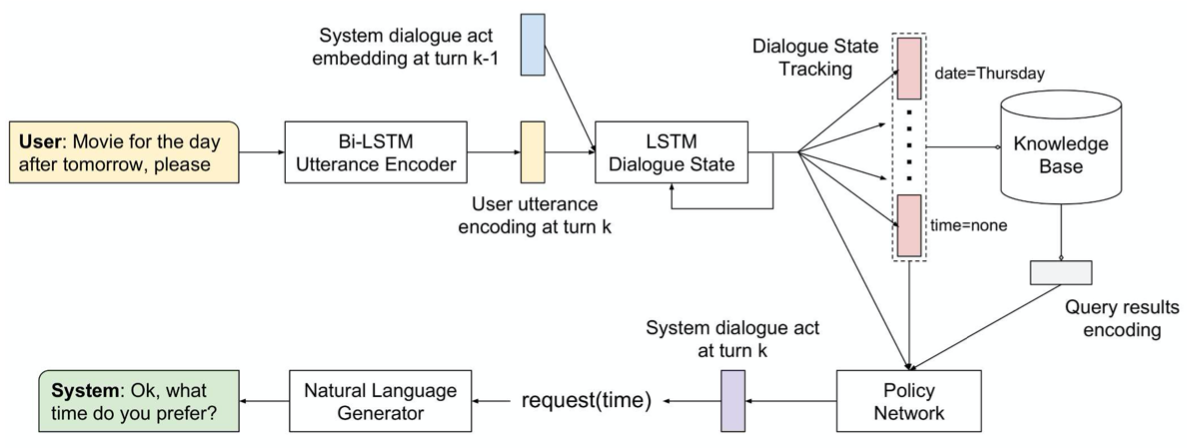 System dialogue act
embedding at turn k-1
Dialogue State
Tracking
date=Thursday
User: Movie for the day
after tomorrow, please
Bi-LSTM
Utterance Encoder
LSTM
Dialogue State
Knowledge
Base
User utterance
encoding at turn k
time=none
Query results
encoding
System dialogue act
at turn k
System: Ok, what
time do you prefer?
Natural Language
Generator
request(time)
Policy
Network